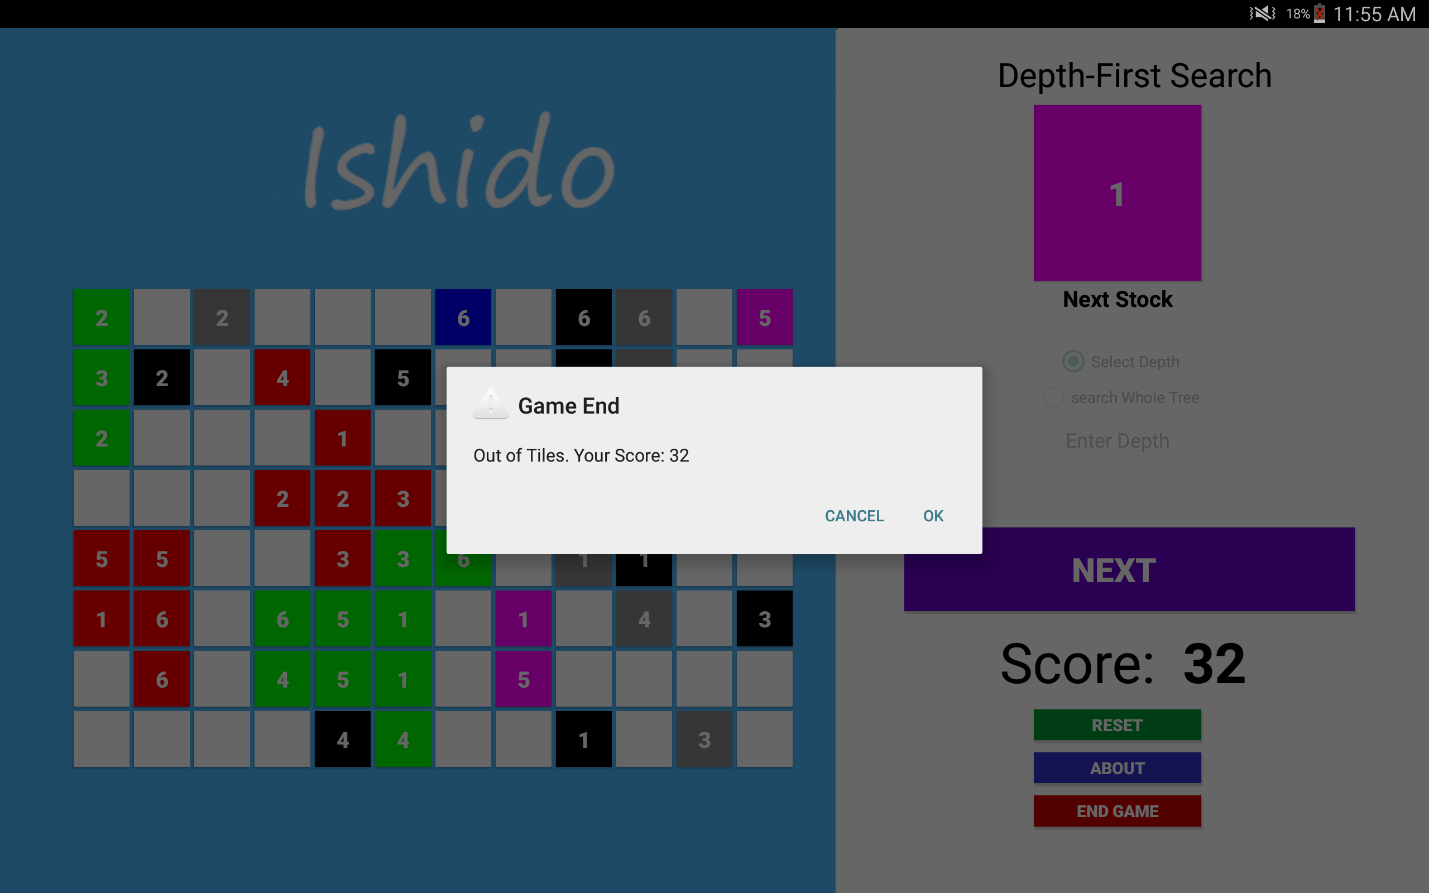 18% 11:55 AM
Ishido
2 2 6 6 6 5
3 2 4 5
2 1
2 2 3
5 5 3 3 6 1 1
1 6 6 5 1 1 4 3
6 4 5 1 5
4 4 1 3
Game End
Out of Tiles. Your Score: 32
CANCEL OK
Depth-First Search
1
Next Stock
Select Depth
search Whole Tree
Enter Depth
NEXT
Score: 32
RESET
ABOUT
END GAME